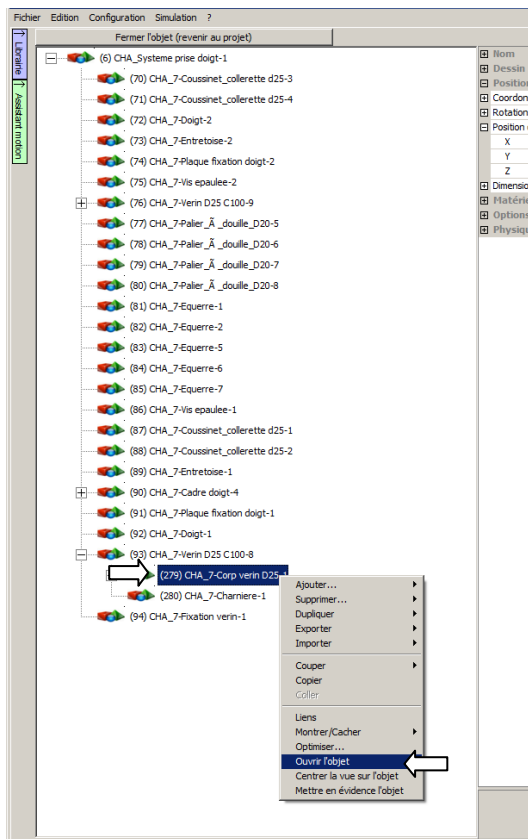 Fichier Edition Configuration Simulation ?
Fermer l'objet (revenir au projet)
↑ Librairie
↑ Assistant motion
(6) CHA_Systeme prise doigt-1
(70) CHA_7-Coussinet_collerette d25-3
(71) CHA_7-Coussinet_collerette d25-4
(72) CHA_7-Doigt-2
(73) CHA_7-Entretoise-2
(74) CHA_7-Plaque fixation doigt-2
(75) CHA_7-Vis epaulee-2
(76) CHA_7-Verin D25 C100-9
(77) CHA_7-Palier_Ã _douille_D20-5
(78) CHA_7-Palier_Ã _douille_D20-6
(79) CHA_7-Palier_Ã _douille_D20-7
(80) CHA_7-Palier_Ã _douille_D20-8
(81) CHA_7-Equerre-1
(82) CHA_7-Equerre-2
(83) CHA_7-Equerre-5
(84) CHA_7-Equerre-6
(85) CHA_7-Equerre-7
(86) CHA_7-Vis epaulee-1
(87) CHA_7-Coussinet_collerette d25-1
(88) CHA_7-Coussinet_collerette d25-2
(89) CHA_7-Entretoise-1
(90) CHA_7-Cadre doigt-4
(91) CHA_7-Plaque fixation doigt-1
(92) CHA_7-Doigt-1
(93) CHA_7-Verin D25 C100-8
(279) CHA_7-Corp verin D25-1
(280) CHA_7-Charniere-1
(94) CHA_7-Fixation verin-1
Ajouter...
Supprimer...
Dupliquer
Exporter
Importer
Couper
Copier
Coller
Liens
Montrer/Cacher
Optimiser...
Ouvrir l'objet
Centrer la vue sur l'objet
Mettre en évidence l'objet
Nom
Dessin
Position
Coordon
Rotation
Position
X
Y
Z
Dimensio
Matérie
Options
Physiqu